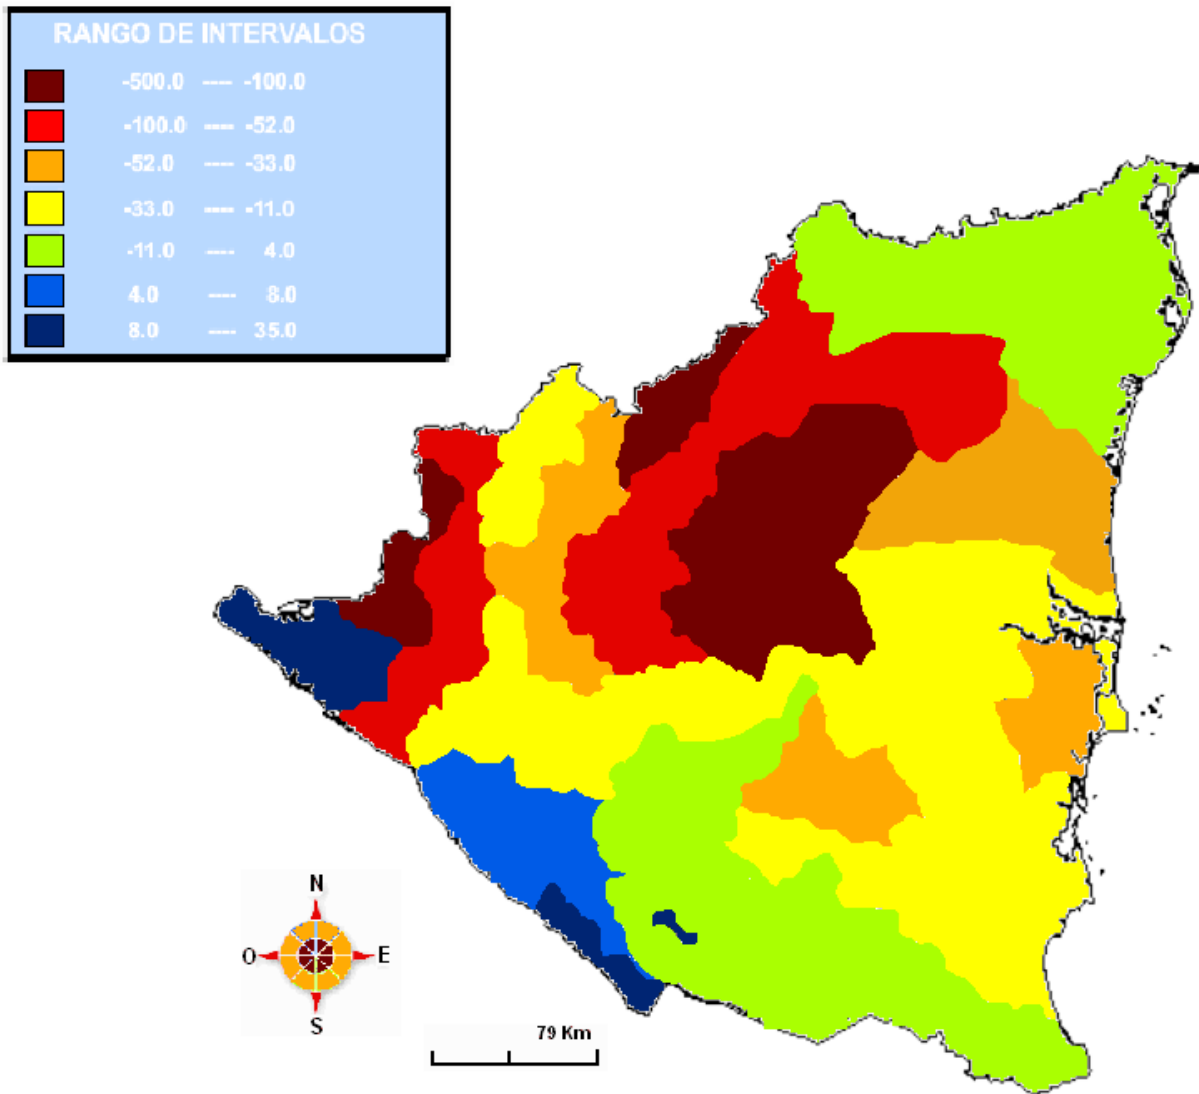 RANGO DE INTERVALOS
-500.0 ---- -100.0
-100.0 ---- -52.0
-52.0 ---- -33.0
-33.0 ---- -11.0
-11.0 ---- 4.0
4.0 ---- 8.0
8.0 ---- 35.0
N
O E
S
79 Km